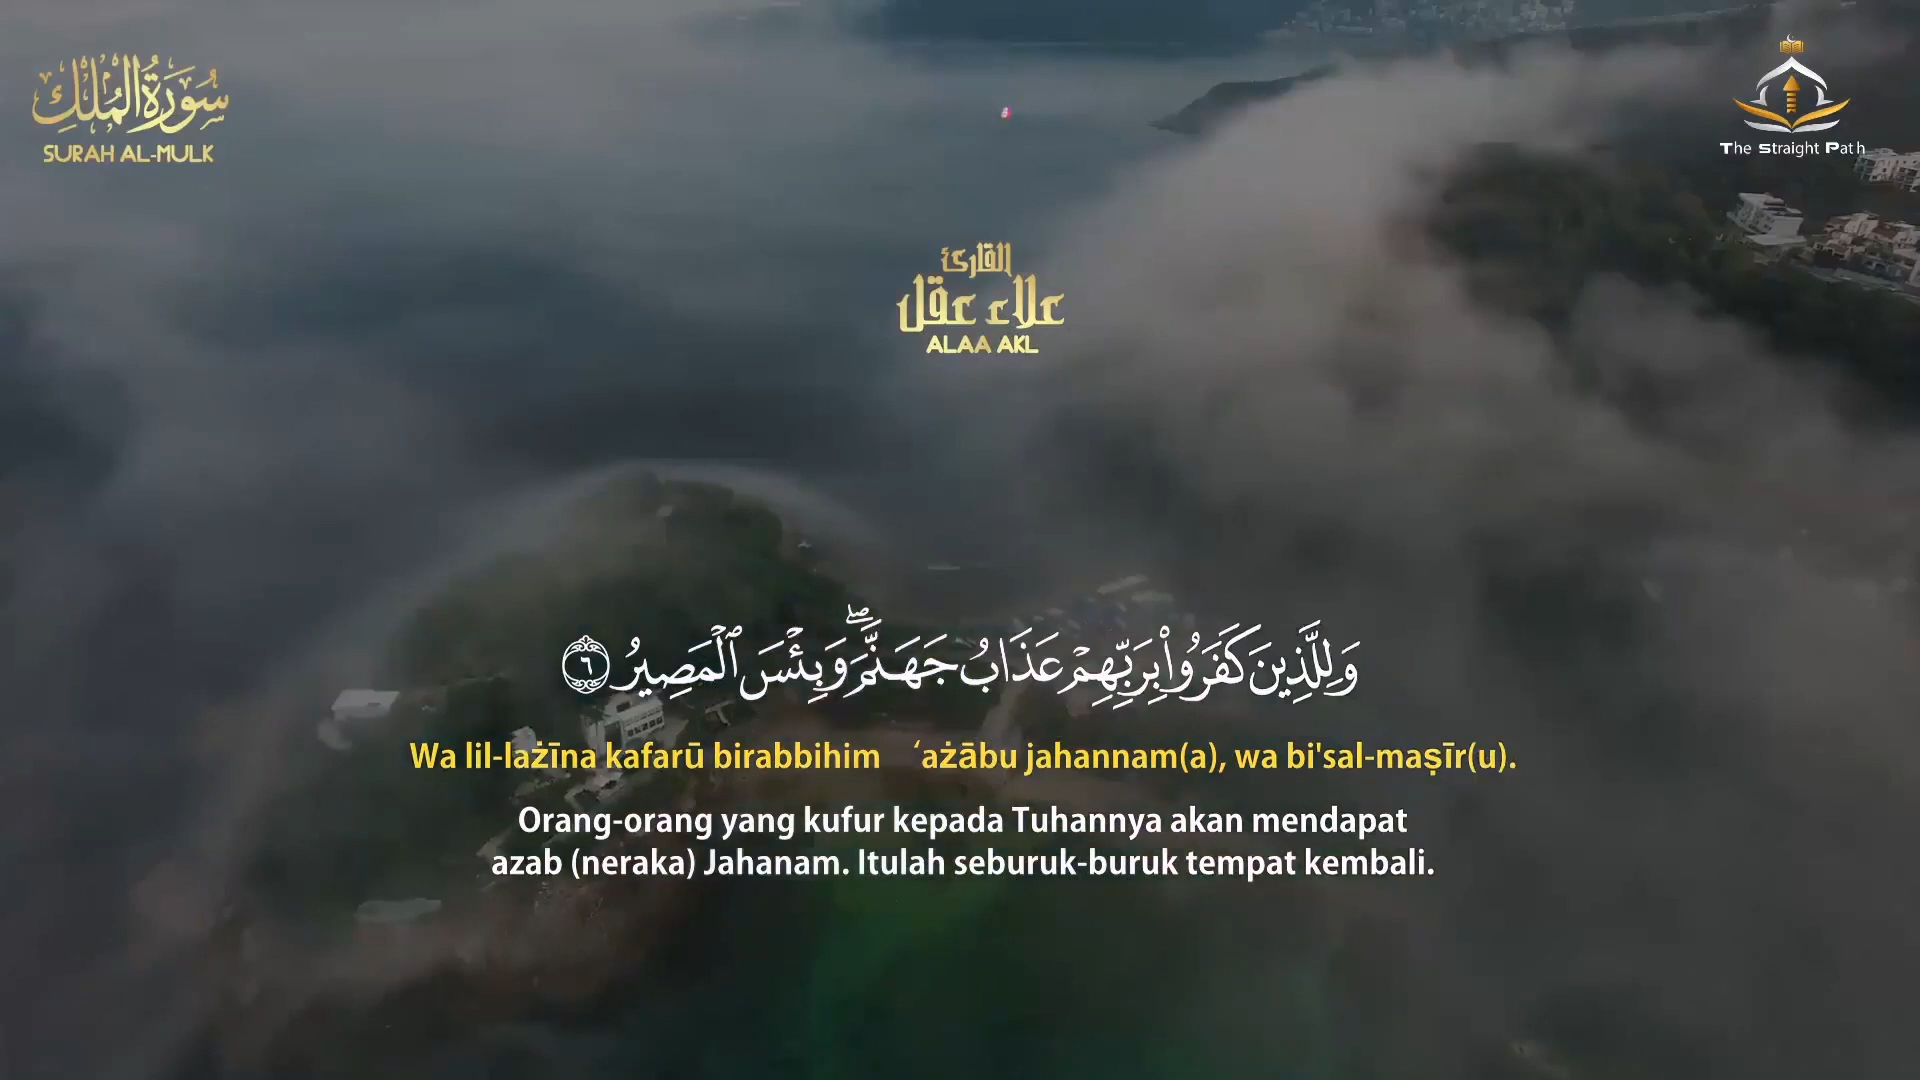 سُورَةُ المُلْكِ
SURAH AL-MULK
The Straight Path
القارئ
علاء عقل
ALAA AKL
وَلِلَّذِينَ كَفَرُوا۟ بِرَبِّهِمْ عَذَابُ جَهَنَّمَ ۖ وَبِئْسَ ٱلْمَصِيرُ ٦
Wa lil-lażīna kafarū birabbihim ‘ażābu jahannam(a), wa bi'sal-maṣīr(u).
Orang-orang yang kufur kepada Tuhannya akan mendapat
azab (neraka) Jahanam. Itulah seburuk-buruk tempat kembali.